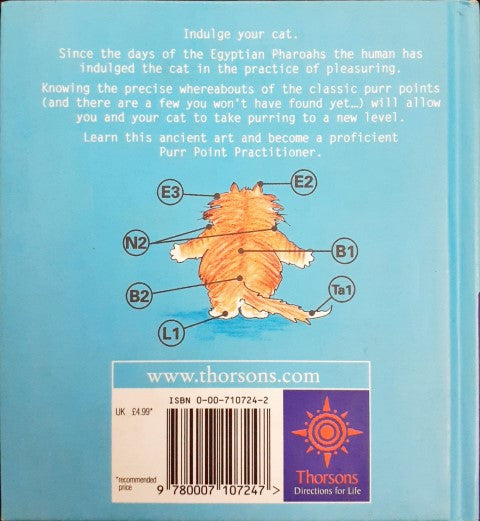 Indulge your cat.
Since the days of the Egyptian Pharoahs the human has
indulged the cat in the practice of pleasuring.
Knowing the precise whereabouts of the classic purr points
(and there are a few you won't have found yet…) will allow
you and your cat to take purring to a new level.
Learn this ancient art and become a proficient
Purr Point Practitioner.
E3
E2
N2
B1
B2
Ta1
L1
www.thorsons.com
ISBN 0-00-710724-2
UK £4.99*
*recommended
price
9 780007 107247 >
Thorsons
Directions for Life